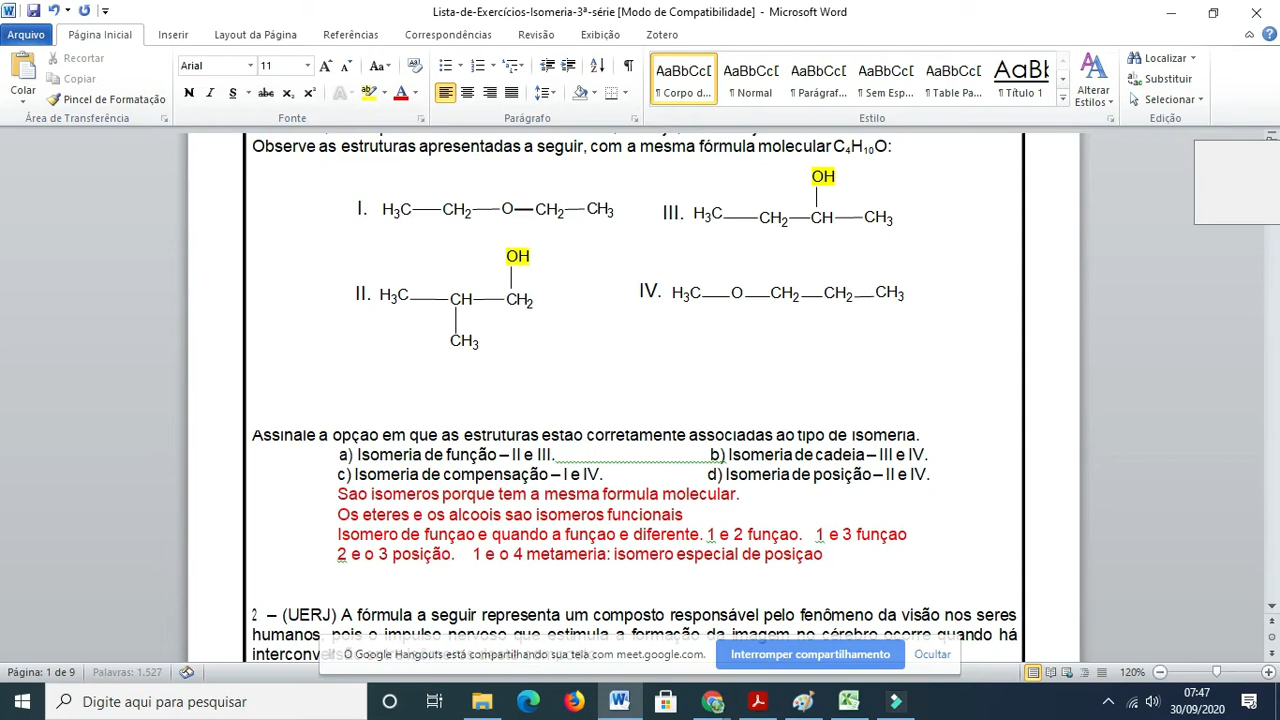 Lista-de-Exercícios-Isomeria-3ª-série [Modo de Compatibilidade] - Microsoft Word
Arquivo Página Inicial Inserir Layout da Página Referências Correspondências Revisão Exibição Zotero
Colar
Recortar
Copiar
Pincel de Formatação
Área de Transferência
Arial 11
N I S abc x₂ x²
Fonte
Parágrafo
AaBbCcD AaBbCcD AaBbCcD AaBbCcD AaBbCcD AaBb
¶ Corpo d... ¶ Normal ¶ Parágraf... ¶ Sem Esp... ¶ Table Pa... ¶ Título 1
Alterar Estilos
Estilo
Localizar
Substituir
Selecionar
Edição
Observe as estruturas apresentadas a seguir, com a mesma fórmula molecular C₄H₁₀O:
I. H₃C—CH₂—O—CH₂—CH₃
OH
III. H₃C—CH₂—CH—CH₃
OH
II. H₃C—CH—CH₂
CH₃
IV. H₃C—O—CH₂—CH₂—CH₃
Assinale a opção em que as estruturas estão corretamente associadas ao tipo de isomeria.
a) Isomeria de função – II e III. b) Isomeria de cadeia – III e IV.
c) Isomeria de compensação – I e IV. d) Isomeria de posição – II e IV.
Sao isomeros porque tem a mesma formula molecular.
Os eteres e os alcoois sao isomeros funcionais
Isomero de funçao e quando a funçao e diferente. 1 e 2 funçao. 1 e 3 funçao
2 e o 3 posição. 1 e o 4 metameria: isomero especial de posiçao
2 – (UERJ) A fórmula a seguir representa um composto responsável pelo fenômeno da visão nos seres
humanos, pois o impulso nervoso que estimula a formação da imagem no cérebro ocorre quando há
O Google Hangouts está compartilhando sua tela com meet.google.com. Interromper compartilhamento Ocultar
Página: 1 de 9 Palavras: 1.527 120%
Digite aqui para pesquisar
07:47
30/09/2020